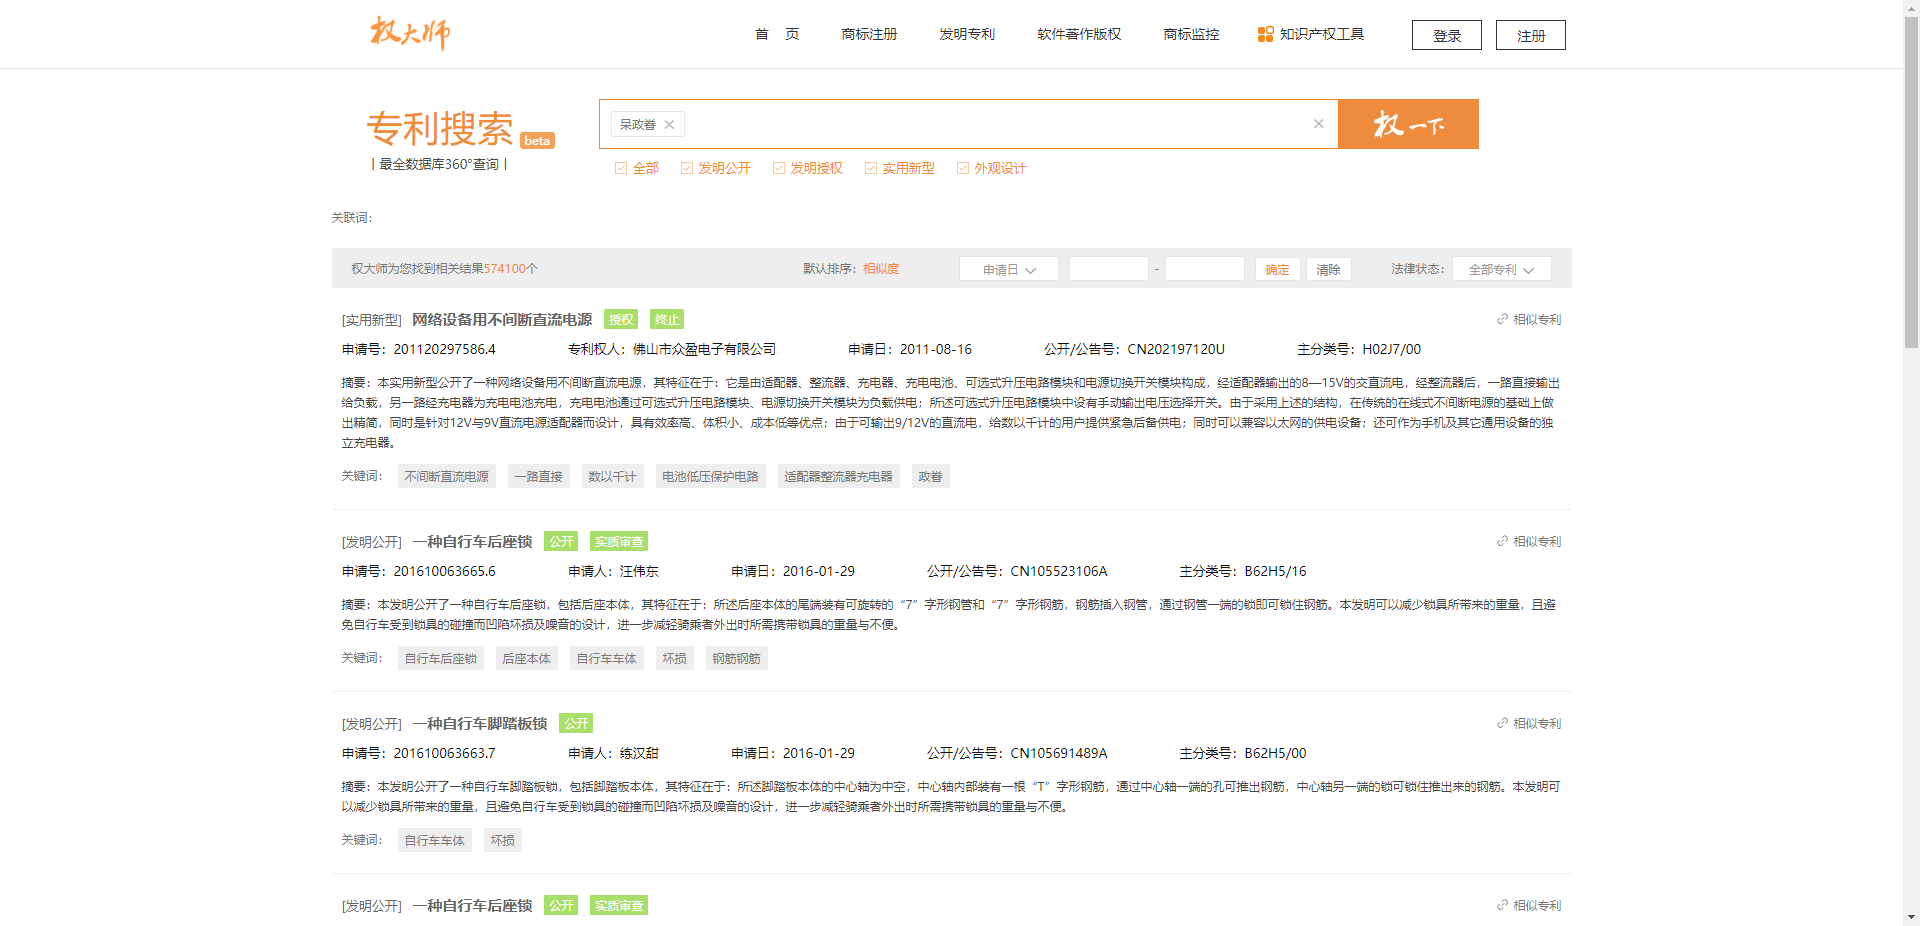 权大师
首 页 商标注册 发明专利 软件著作版权 商标监控 知识产权工具 登录 注册
专利搜索 beta
| 最全数据库360°查询 |
呆政眷 ×
× 权一下
全部 发明公开 发明授权 实用新型 外观设计
关联词:
权大师为您找到相关结果574100个 默认排序: 相似度 申请日 - 确定 清除 法律状态: 全部专利
[实用新型] 网络设备用不间断直流电源 授权 终止 相似专利
申请号: 201120297586.4 专利权人: 佛山市众盈电子有限公司 申请日: 2011-08-16 公开/公告号: CN202197120U 主分类号: H02J7/00
摘要: 本实用新型公开了一种网络设备用不间断直流电源, 其特征在于: 它是由适配器、整流器、充电器、充电电池、可选式升压电路模块和电源切换开关模块构成, 经适配器输出的8—15V的交直流电, 经整流器后, 一路直接输出
给负载, 另一路经充电器为充电电池充电, 充电电池通过可选式升压电路模块、电源切换开关模块为负载供电; 所述可选式升压电路模块中设有手动输出电压选择开关。由于采用上述的结构, 在传统的在线式不间断电源的基础上做
出精简, 同时是针对12V与9V直流电源适配器而设计, 具有效率高、体积小、成本低等优点; 由于可输出9/12V的直流电, 给数以千计的用户提供紧急后备供电; 同时可以兼容以太网的供电设备; 还可作为手机及其它通用设备的独
立充电器。
关键词: 不间断直流电源 一路直接 数以千计 电池低压保护电路 适配器整流器充电器 政眷
[发明公开] 一种自行车后座锁 公开 实质审查 相似专利
申请号: 201610063665.6 申请人: 汪伟东 申请日: 2016-01-29 公开/公告号: CN105523106A 主分类号: B62H5/16
摘要: 本发明公开了一种自行车后座锁, 包括后座本体, 其特征在于: 所述后座本体的尾端装有可旋转的“7”字形钢管和“7”字形钢筋, 钢筋插入钢管, 通过钢管一端的锁即可锁住钢筋。本发明可以减少锁具所带来的重量, 且避
免自行车受到锁具的碰撞而凹陷坏损及噪音的设计, 进一步减轻骑乘者外出时所需携带锁具的重量与不便。
关键词: 自行车后座锁 后座本体 自行车车体 坏损 钢筋钢筋
[发明公开] 一种自行车脚踏板锁 公开 相似专利
申请号: 201610063663.7 申请人: 练汉甜 申请日: 2016-01-29 公开/公告号: CN105691489A 主分类号: B62H5/00
摘要: 本发明公开了一种自行车脚踏板锁, 包括脚踏板本体, 其特征在于: 所述脚踏板本体的中心轴为中空, 中心轴内部装有一根“T”字形钢筋, 通过中心轴一端的孔可推出钢筋, 中心轴另一端的锁可锁住推出来的钢筋。本发明可
以减少锁具所带来的重量, 且避免自行车受到锁具的碰撞而凹陷坏损及噪音的设计, 进一步减轻骑乘者外出时所需携带锁具的重量与不便。
关键词: 自行车车体 坏损
[发明公开] 一种自行车后座锁 公开 实质审查 相似专利